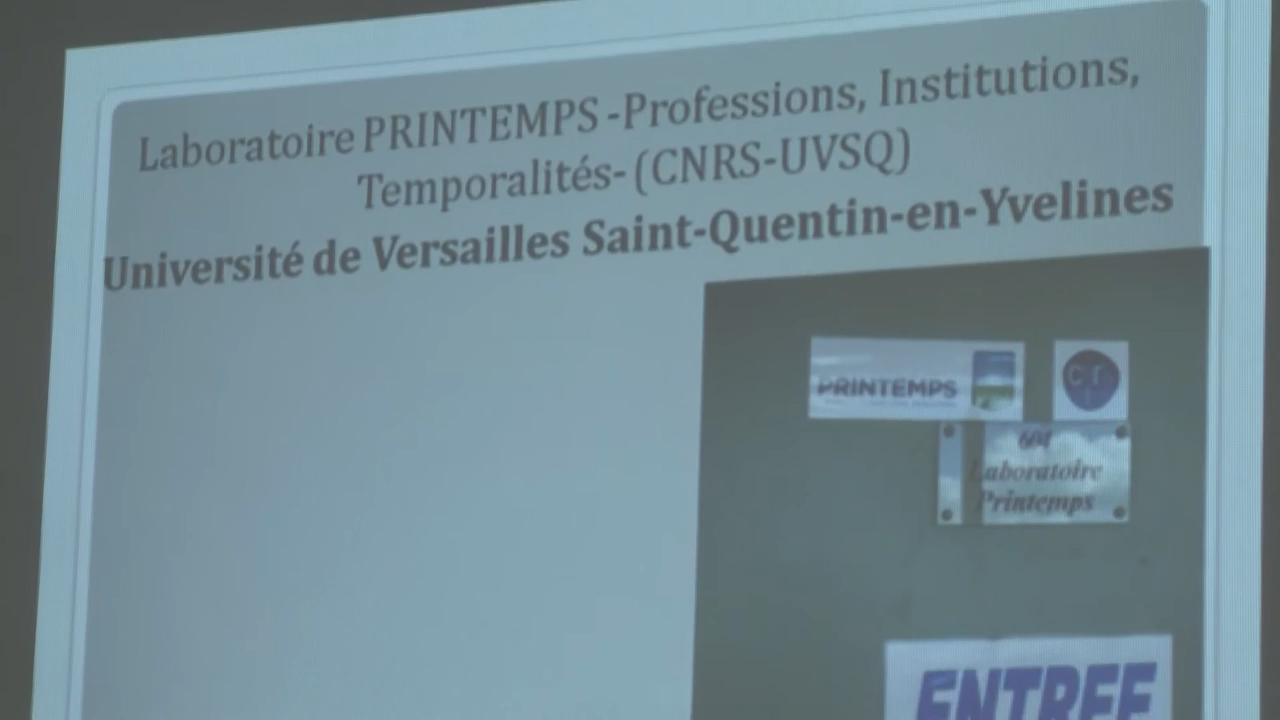 Laboratoire PRINTEMPS -Professions, Institutions,
Temporalités- (CNRS-UVSQ)
Université de Versailles Saint-Quentin-en-Yvelines
PRINTEMPS
Laboratoire
Printemps
ENTREE